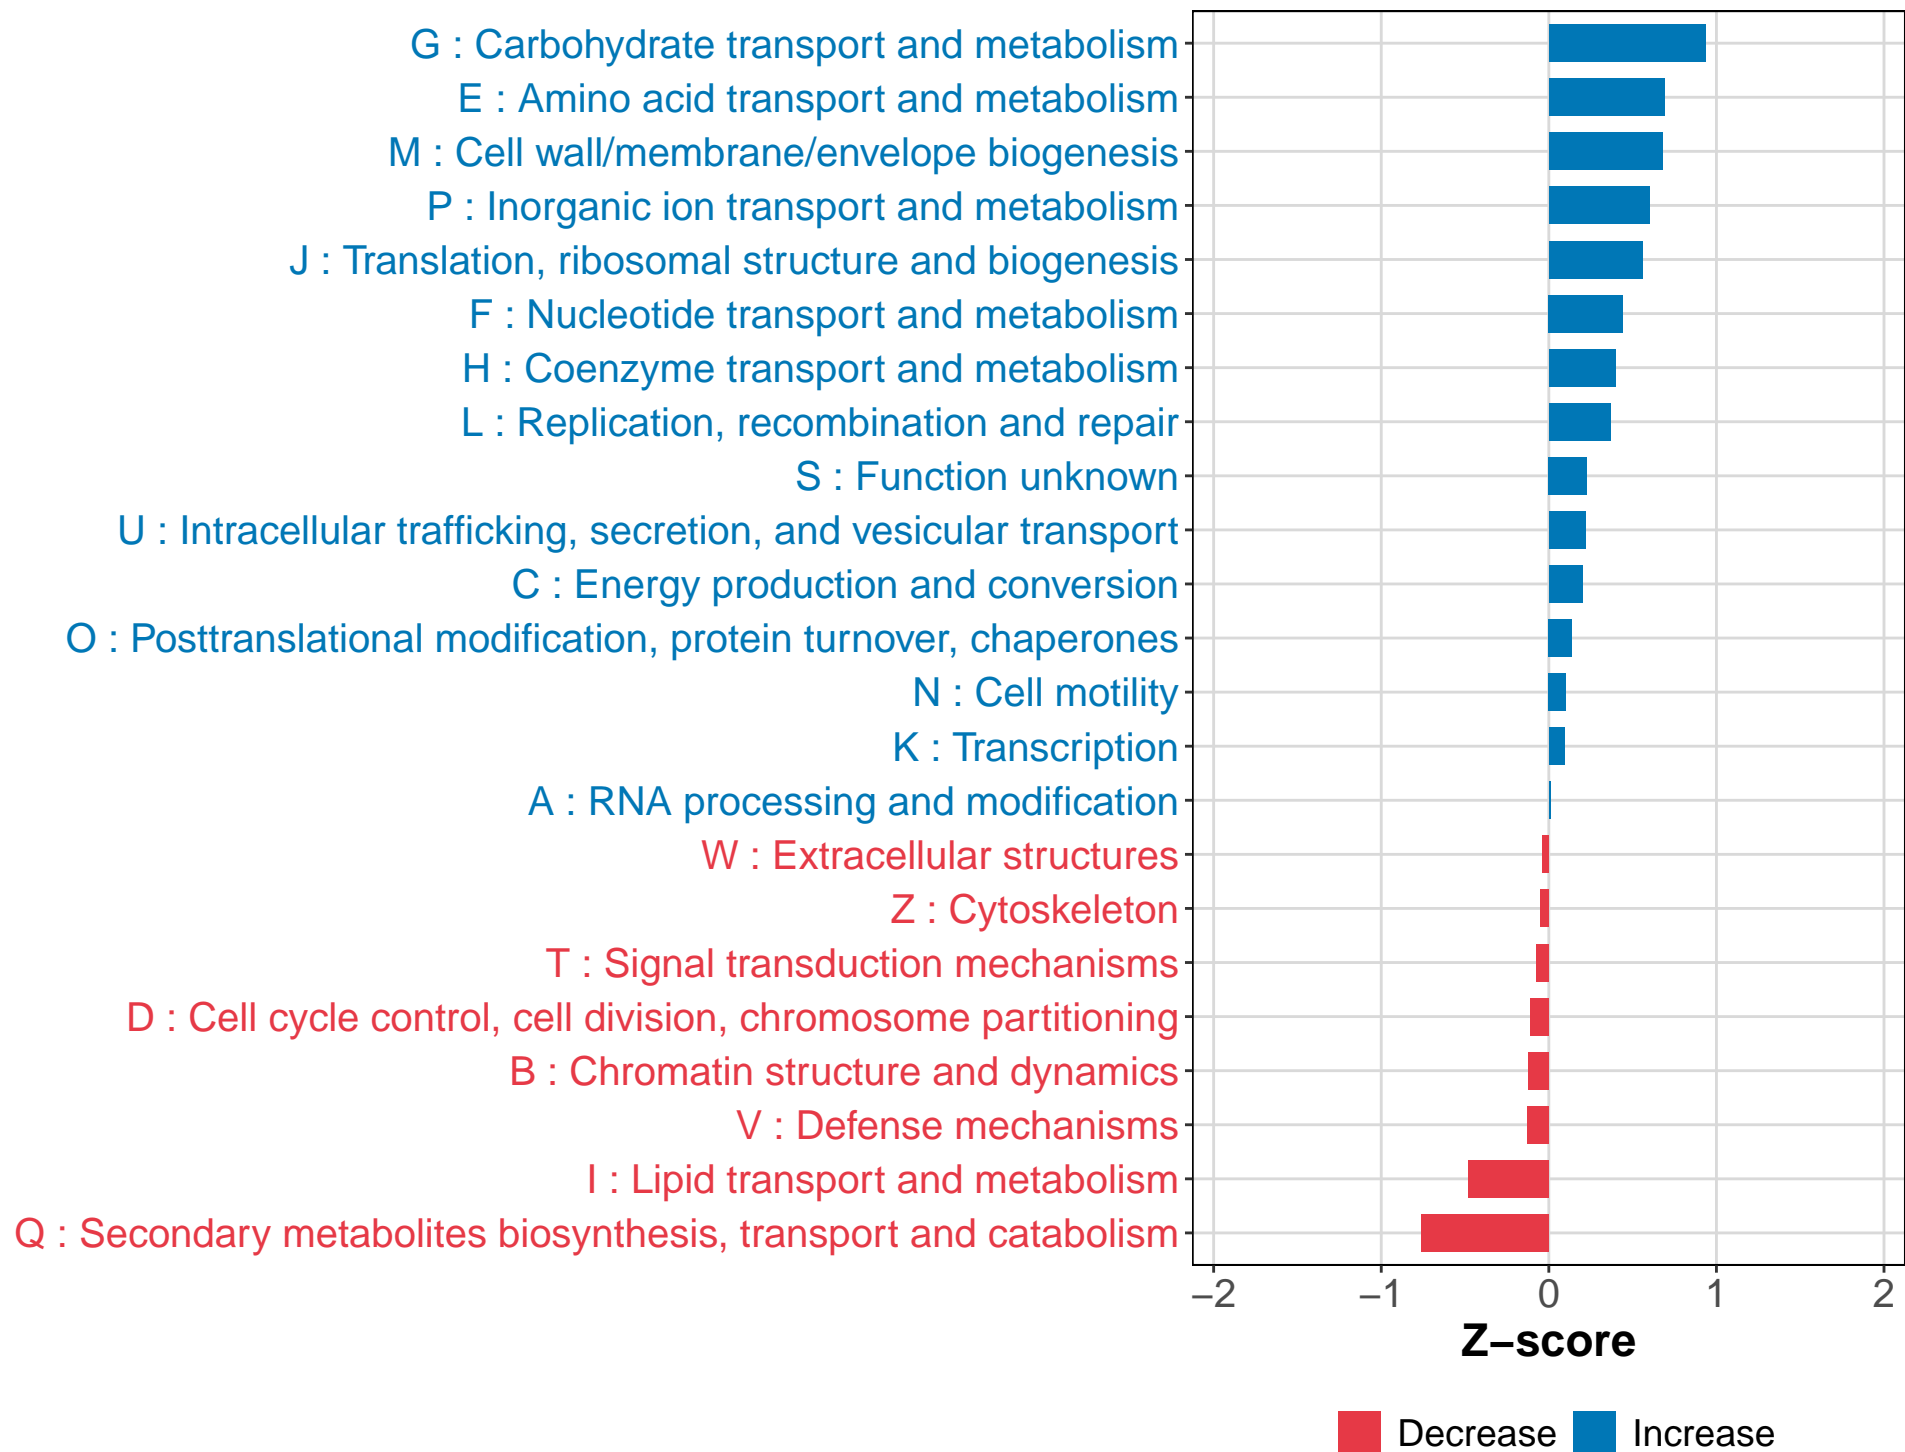 G : Carbohydrate transport and metabolism
E : Amino acid transport and metabolism
M : Cell wall/membrane/envelope biogenesis
P : Inorganic ion transport and metabolism
J : Translation, ribosomal structure and biogenesis
F : Nucleotide transport and metabolism
H : Coenzyme transport and metabolism
L : Replication, recombination and repair
S : Function unknown
U : Intracellular trafficking, secretion, and vesicular transport
C : Energy production and conversion
O : Posttranslational modification, protein turnover, chaperones
N : Cell motility
K : Transcription
A : RNA processing and modification
W : Extracellular structures
Z : Cytoskeleton
T : Signal transduction mechanisms
D : Cell cycle control, cell division, chromosome partitioning
B : Chromatin structure and dynamics
V : Defense mechanisms
I : Lipid transport and metabolism
Q : Secondary metabolites biosynthesis, transport and catabolism
−2 −1 0 1 2
Z−score
Decrease Increase